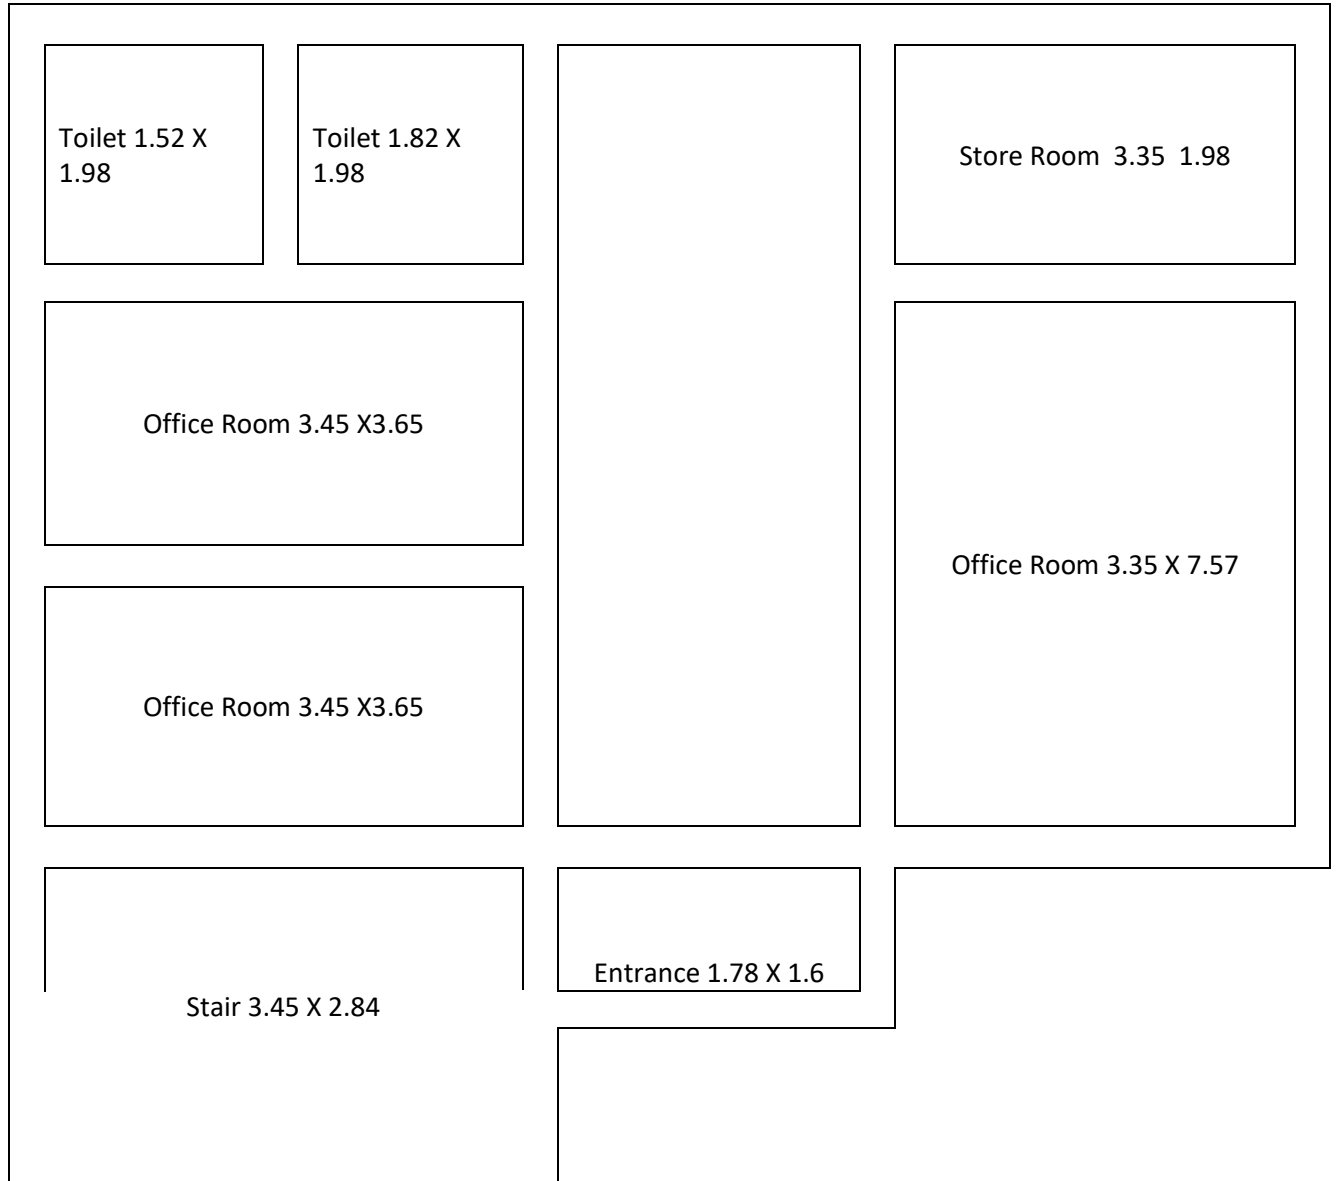 Toilet 1.52 X
1.98
Toilet 1.82 X
1.98
Store Room  3.35  1.98
Office Room 3.45 X3.65
Office Room 3.35 X 7.57
Office Room 3.45 X3.65
Entrance 1.78 X 1.6
Stair 3.45 X 2.84